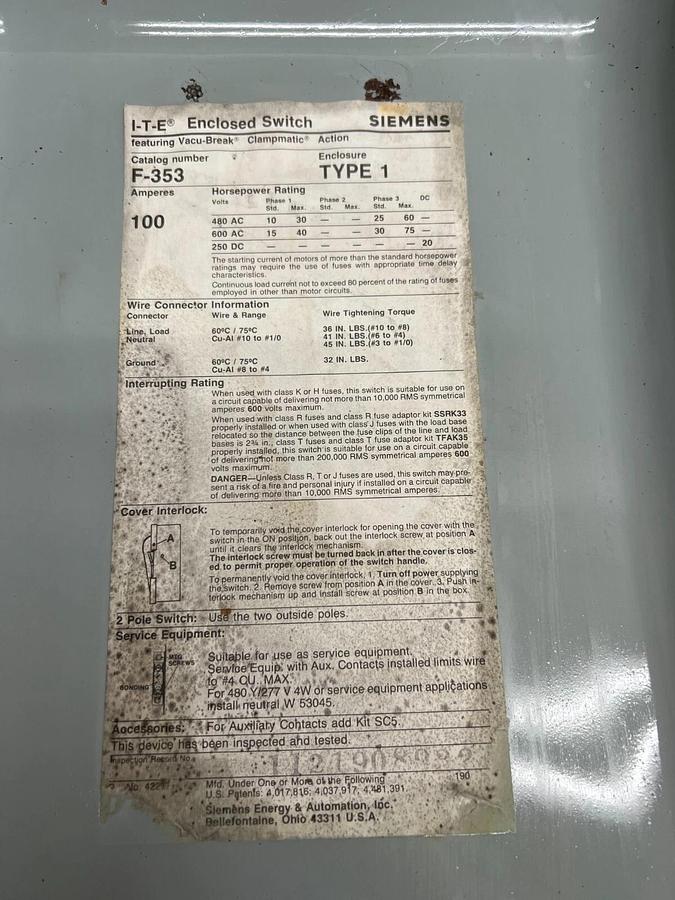 I-T-E® Enclosed Switch SIEMENS
featuring Vacu-Break® Clampmatic® Action
Catalog number Enclosure
F-353 TYPE 1
Amperes Horsepower Rating
Volts Phase 1 Phase 2 Phase 3 DC
Std. Max. Std. Max. Std. Max.
100
480 AC 10 30 — — 25 60 —
600 AC 15 40 — — 30 75 —
250 DC — — — — — — 20
The starting current of motors of more than the standard horsepower
ratings may require the use of fuses with appropriate time delay
characteristics.
Continuous load current not to exceed 80 percent of the rating of fuses
employed in other than motor circuits.
Wire Connector Information
Connector Wire & Range Wire Tightening Torque
Line, Load 60ºC / 75ºC 36 IN. LBS.(#10 to #8)
Neutral Cu-Al #10 to #1/0 41 IN. LBS.(#6 to #4)
45 IN. LBS.(#3 to #1/0)
Ground 60ºC / 75ºC 32 IN. LBS.
Cu-Al #8 to #4
Interrupting Rating
When used with class K or H fuses, this switch is suitable for use on
a circuit capable of delivering not more than 10,000 RMS symmetrical
amperes 600 volts maximum.
When used with class R fuses and class R fuse adaptor kit SSRK33
properly installed or when used with class J fuses with the load base
relocated so the distance between the fuse clips of the line and load
bases is 2¾ in., class T fuses and class T fuse adaptor kit TFAK35
properly installed, this switch is suitable for use on a circuit capable
of delivering not more than 200,000 RMS symmetrical amperes 600
volts maximum.
DANGER—Unless Class R, T or J fuses are used, this switch may pre-
sent a risk of a fire and personal injury if installed on a circuit capable
of delivering more than 10,000 RMS symmetrical amperes.
Cover Interlock:
A
B
To temporarily void the cover interlock for opening the cover with the
switch in the ON position, back out the interlock screw at position A
until it clears the interlock mechanism.
The interlock screw must be turned back in after the cover is clos-
ed to permit proper operation of the switch handle.
To permanently void the cover interlock. 1. Turn off power supplying
the switch. 2. Remove screw from position A in the cover. 3. Push in-
terlock mechanism up and install screw at position B in the box.
2 Pole Switch: Use the two outside poles.
Service Equipment:
MTG
SCREWS
BONDING
Suitable for use as service equipment.
Service Equip. with Aux. Contacts installed limits wire
to #4 CU. MAX.
For 480 Y/277 V 4W or service equipment applications
install neutral W 53045.
Accessories: For Auxiliary Contacts add Kit SC5.
This device has been inspected and tested.
Inspection Record No.
190
Mfd. Under One or More of the Following
U.S. Patents: 4,017,816; 4,037,917; 4,481,391
Siemens Energy & Automation, Inc.
Bellefontaine, Ohio 43311 U.S.A.